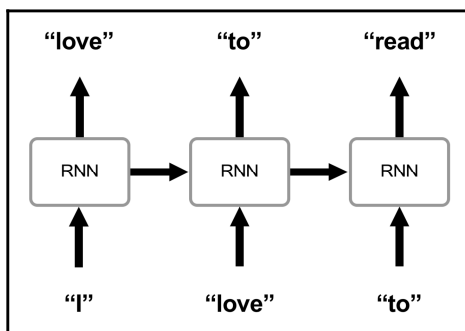 “love” “to” “read”
RNN RNN RNN
“I” “love” “to”